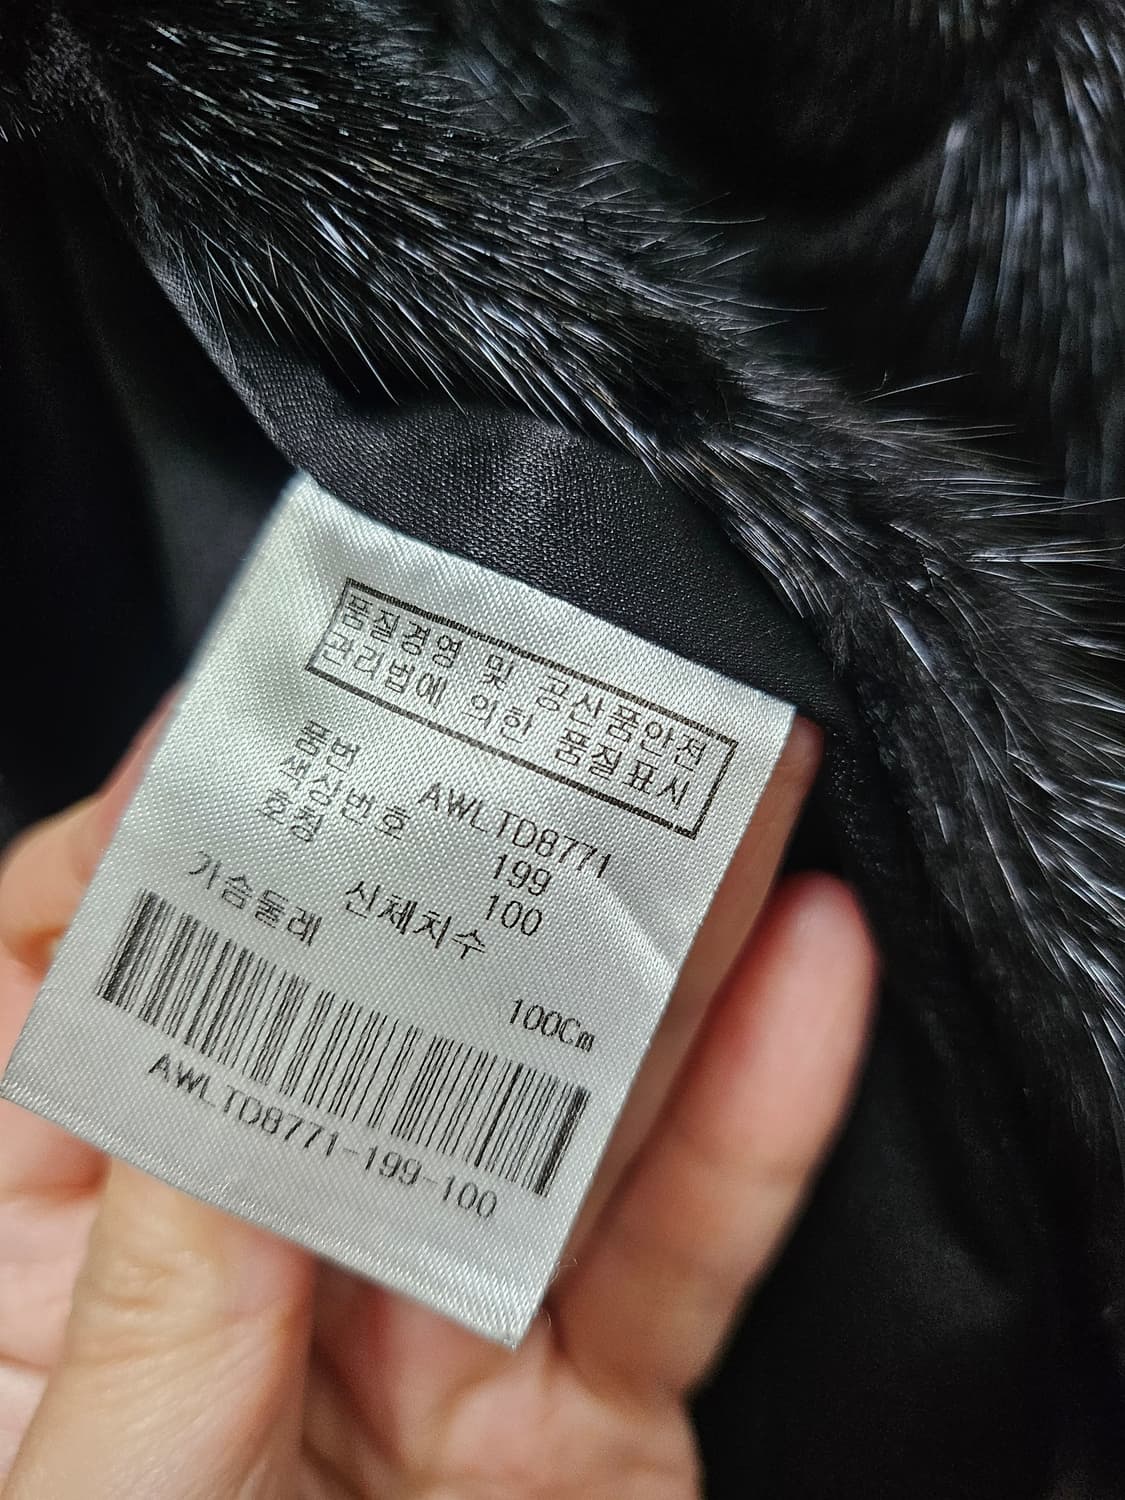 품질경영 및 공산품안전
관리법에 의한 품질표시
품번 AWLTD8771
색상번호 199
호칭 100
신체치수
가슴둘레 100Cm
AWLTD8771-199-100